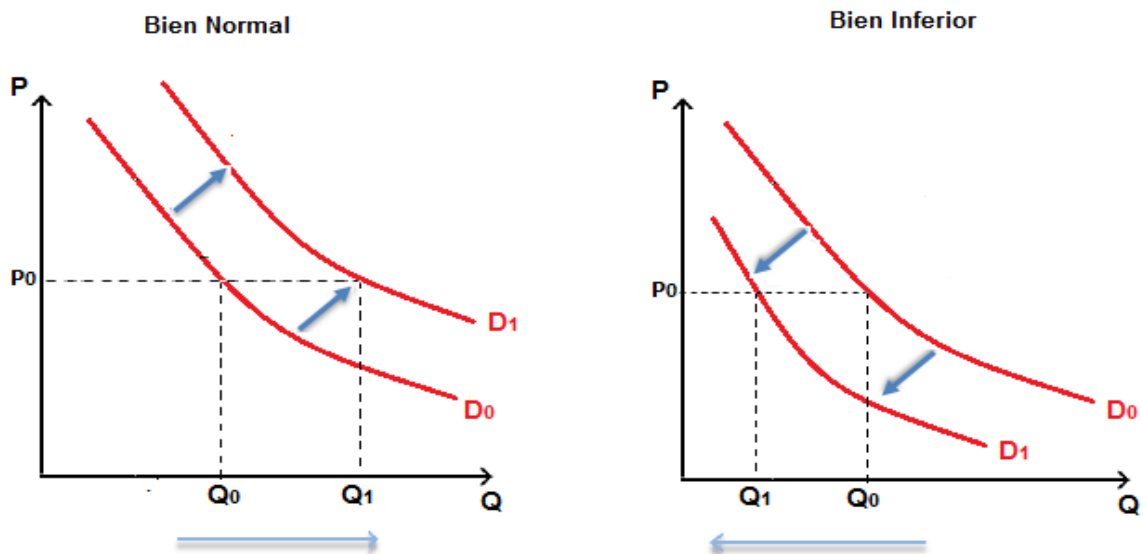 Bien Normal
P
P0
D1
D0
Q0
Q1
Q
Bien Inferior
P
P0
D0
D1
Q1
Q0
Q